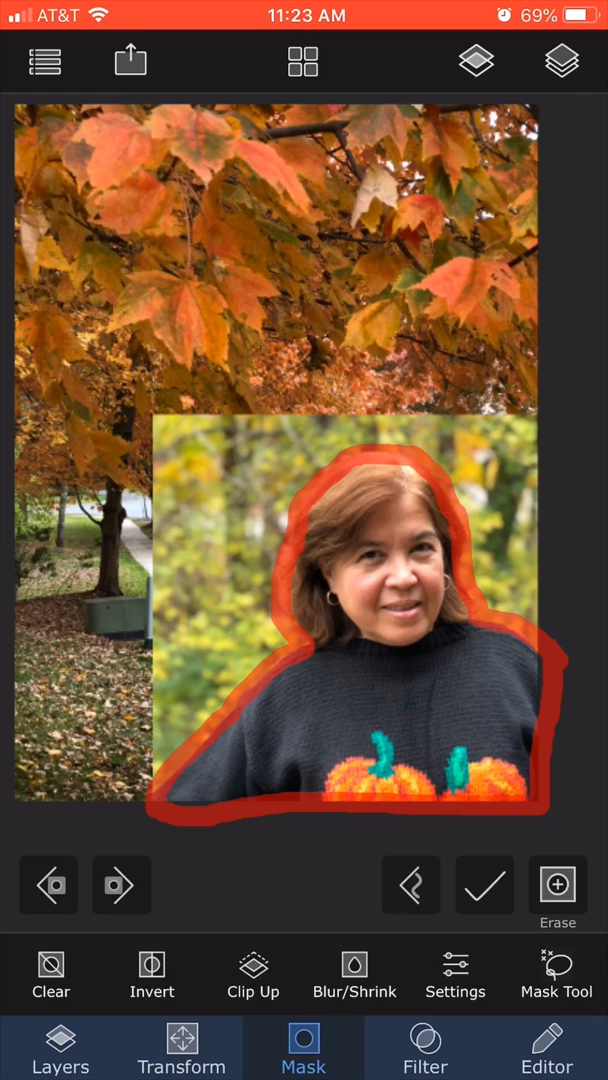 AT&T 11:23 AM 69%
Erase
Clear Invert Clip Up Blur/Shrink Settings Mask Tool
Layers Transform Mask Filter Editor